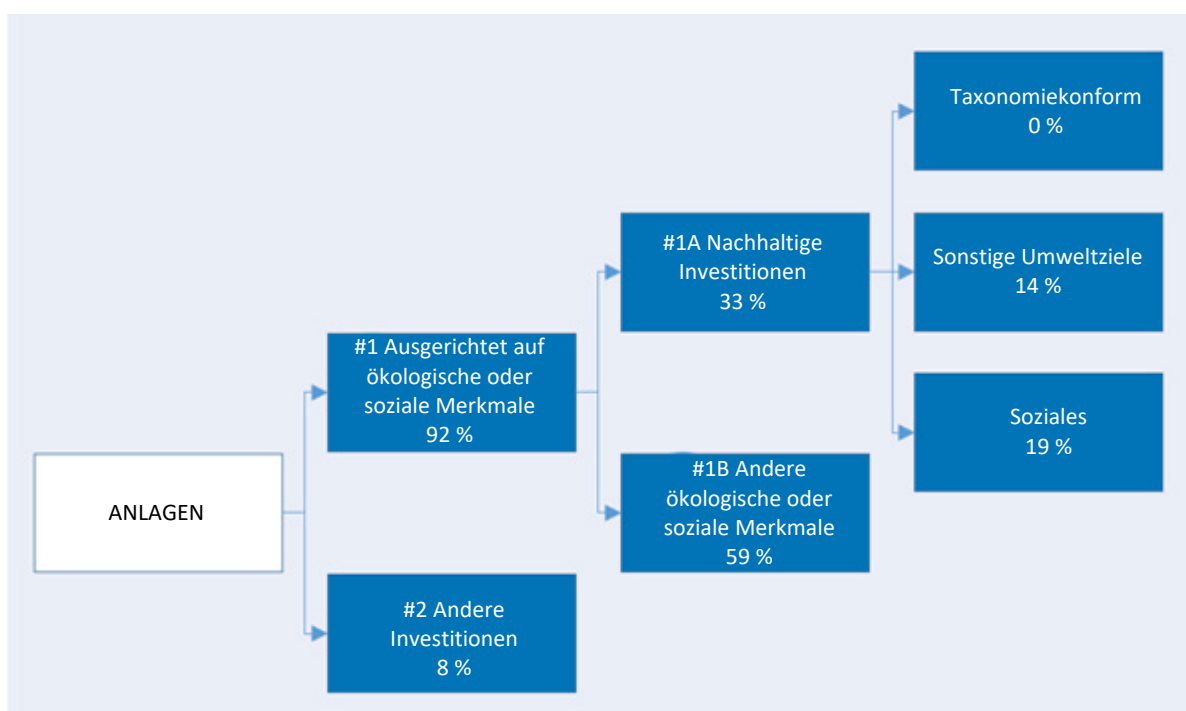 ANLAGEN
#1 Ausgerichtet auf
ökologische oder
soziale Merkmale
92 %
#2 Andere
Investitionen
8 %
#1A Nachhaltige
Investitionen
33 %
#1B Andere
ökologische oder
soziale Merkmale
59 %
Taxonomiekonform
0 %
Sonstige Umweltziele
14 %
Soziales
19 %